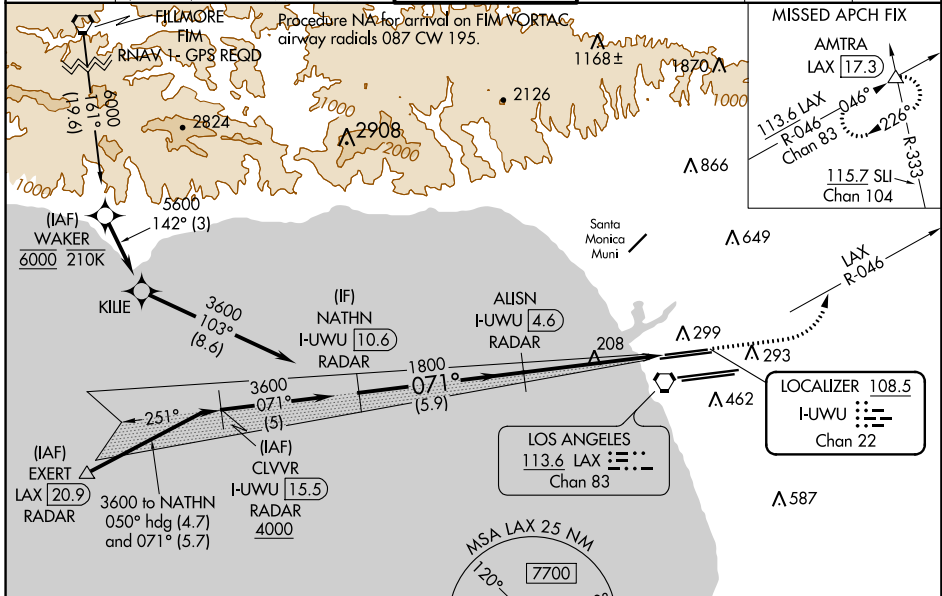 FILLMORE
FIM
RNAV 1- GPS REQD
Procedure NA for arrival on FIM VORTAC
airway radials 087 CW 195.
6000
T61
(19.6)
2824
1000
2908
2000
2126
1168 ±
1870
1000
1000
866
649
MISSED APCH FIX
AMTRA
LAX 17.3
113.6 LAX
R-046
Chan 83
046°
226°
R-333
115.7 SLI
Chan 104
(IAF)
WAKER
6000 210K
5600
142° (3)
KILIE
3600
103°
(8.6)
Santa
Monica
Muni
LAX
R-046
(IF)
NATHN
I-UWU 10.6
RADAR
ALISN
I-UWU 4.6
RADAR
208
299
293
462
587
1800
071°
(5.9)
3600
071°
(5)
251°
(IAF)
EXERT
LAX 20.9
RADAR
3600 to NATHN
050° hdg (4.7)
and 071° (5.7)
(IAF)
CLVVR
I-UWU 15.5
RADAR
4000
LOS ANGELES
113.6 LAX
Chan 83
LOCALIZER 108.5
I-UWU
Chan 22
MSA LAX 25 NM
120°
7700